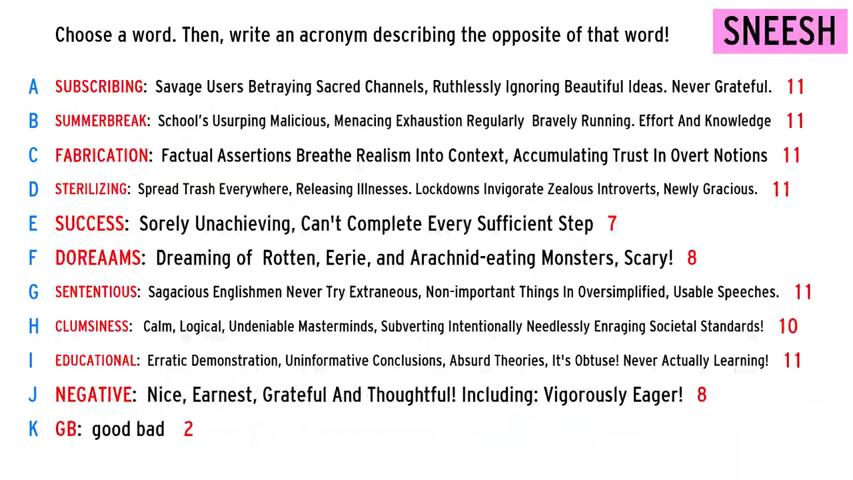 Choose a word. Then, write an acronym describing the opposite of that word!
SNEESH
A SUBSCRIBING: Savage Users Betraying Sacred Channels, Ruthlessly Ignoring Beautiful Ideas. Never Grateful. 11
B SUMMERBREAK: School's Usurping Malicious, Menacing Exhaustion Regularly Bravely Running. Effort And Knowledge 11
C FABRICATION: Factual Assertions Breathe Realism Into Context, Accumulating Trust In Overt Notions 11
D STERILIZING: Spread Trash Everywhere, Releasing Illnesses. Lockdowns Invigorate Zealous Introverts, Newly Gracious. 11
E SUCCESS: Sorely Unachieving, Can't Complete Every Sufficient Step 7
F DOREAAMS: Dreaming of Rotten, Eerie, and Arachnid-eating Monsters, Scary! 8
G SENTENTIOUS: Sagacious Englishmen Never Try Extraneous, Non-important Things In Oversimplified, Usable Speeches. 11
H CLUMSINESS: Calm, Logical, Undeniable Masterminds, Subverting Intentionally Needlessly Enraging Societal Standards! 10
I EDUCATIONAL: Erratic Demonstration, Uninformative Conclusions, Absurd Theories, It's Obtuse! Never Actually Learning! 11
J NEGATIVE: Nice, Earnest, Grateful And Thoughtful! Including: Vigorously Eager! 8
K GB: good bad 2